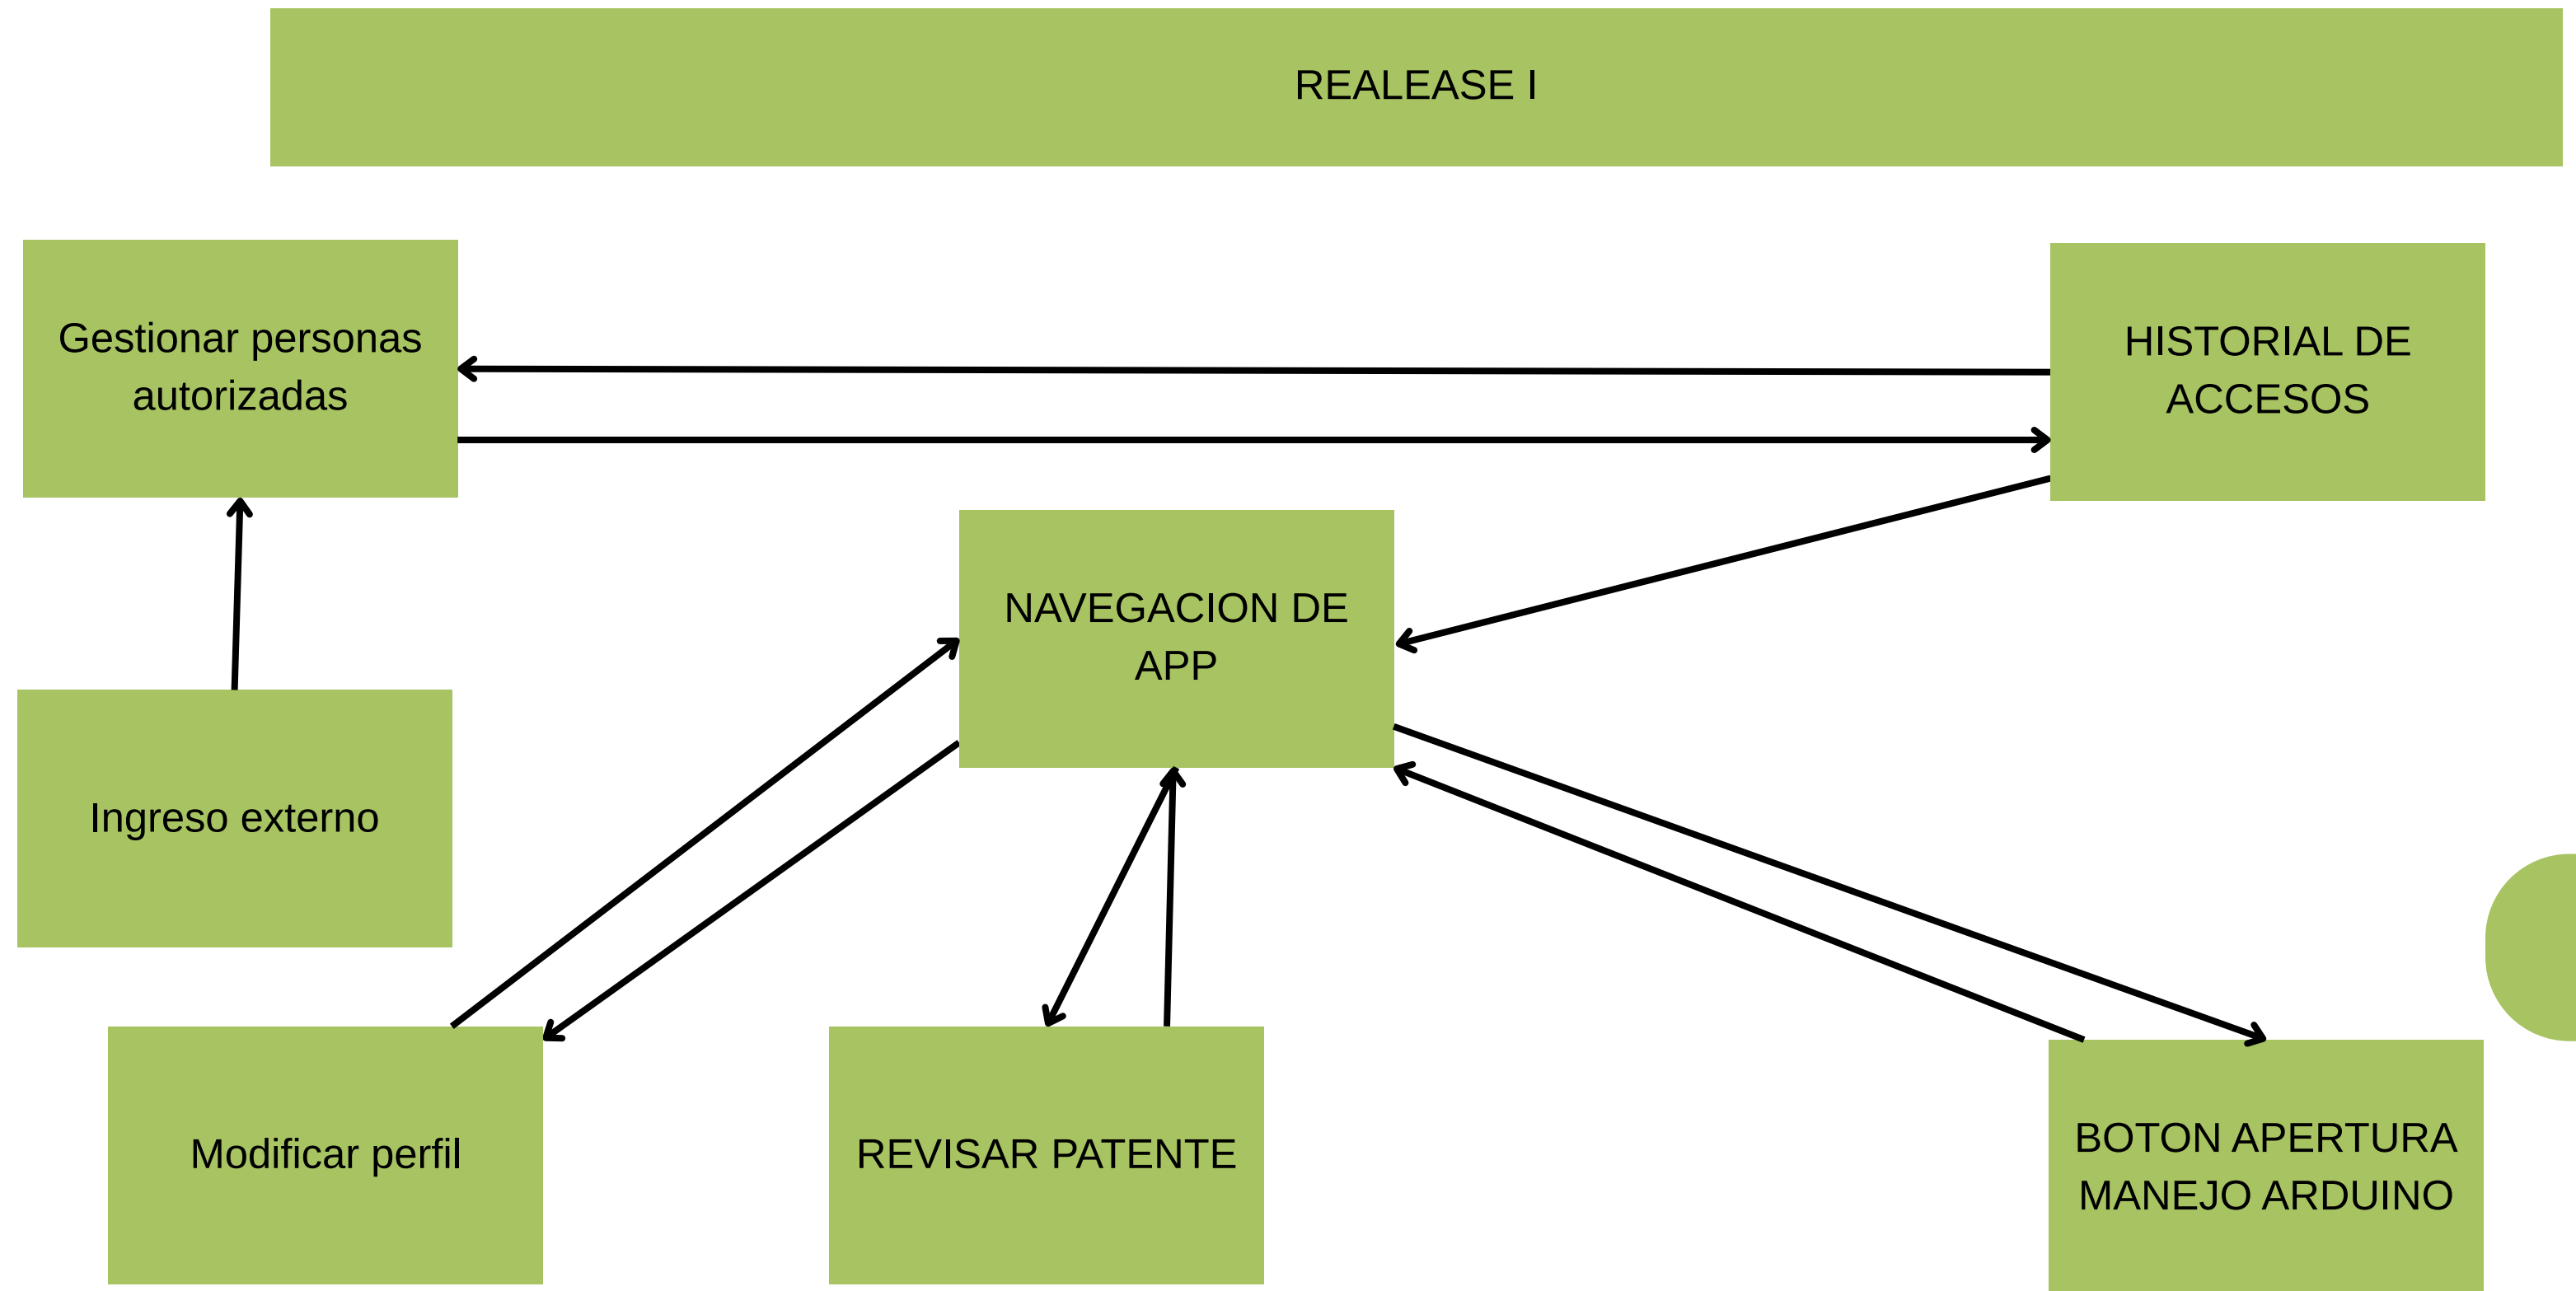 REALEASE I
Gestionar personas
autorizadas
HISTORIAL DE
ACCESOS
NAVEGACION DE
APP
Ingreso externo
Modificar perfil
REVISAR PATENTE
BOTON APERTURA
MANEJO ARDUINO